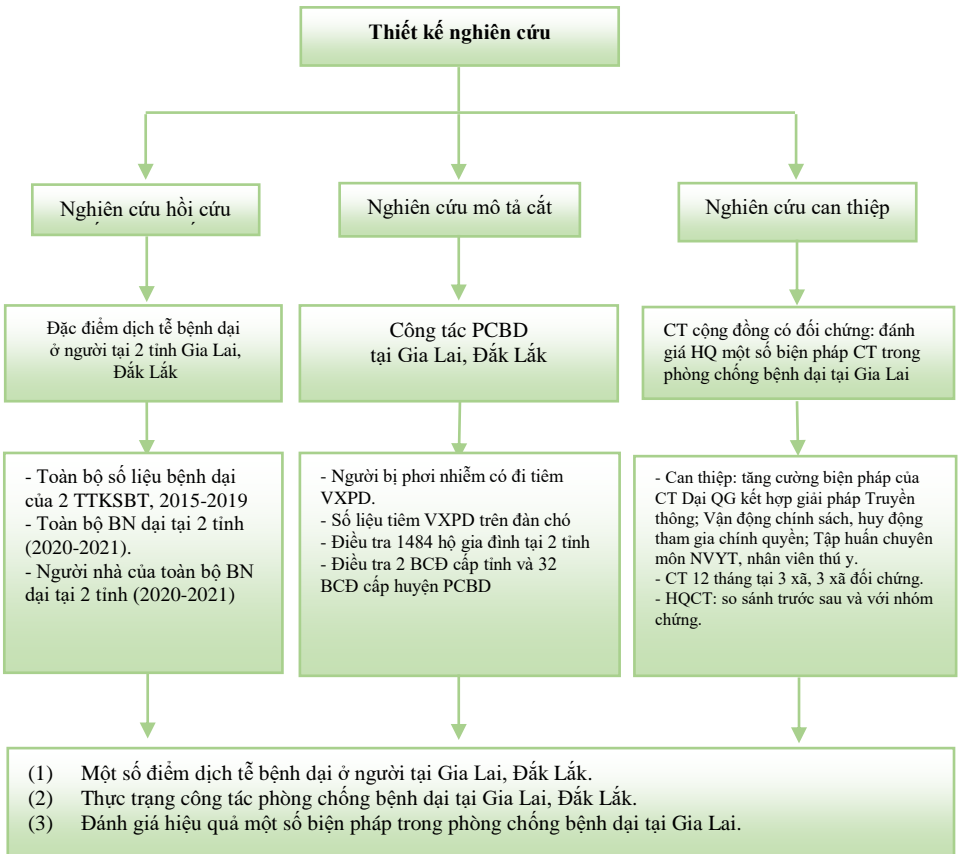 Thiết kế nghiên cứu
Nghiên cứu hồi cứu
Nghiên cứu mô tả cắt
Nghiên cứu can thiệp
Đặc điểm dịch tễ bệnh dại
ở người tại 2 tỉnh Gia Lai,
Đắk Lắk
Công tác PCBD
tại Gia Lai, Đắk Lắk
CT cộng đồng có đối chứng: đánh
giá HQ một số biện pháp CT trong
phòng chống bệnh dại tại Gia Lai
- Toàn bộ số liệu bệnh dại
của 2 TTKSBT, 2015-2019
- Toàn bộ BN dại tại 2 tỉnh
(2020-2021).
- Người nhà của toàn bộ BN
dại tại 2 tỉnh (2020-2021)
- Người bị phơi nhiễm có đi tiêm
VXPD.
- Số liệu tiêm VXPD trên đàn chó
- Điều tra 1484 hộ gia đình tại 2 tỉnh
- Điều tra 2 BCĐ cấp tỉnh và 32
BCĐ cấp huyện PCBD
- Can thiệp: tăng cường biện pháp của
CT Dại QG kết hợp giải pháp Truyền
thông; Vận động chính sách, huy động
tham gia chính quyền; Tập huấn chuyên
môn NVYT, nhân viên thú y.
- CT 12 tháng tại 3 xã, 3 xã đối chứng.
- HQCT: so sánh trước sau và với nhóm
chứng.
(1) Một số điểm dịch tễ bệnh dại ở người tại Gia Lai, Đắk Lắk.
(2) Thực trạng công tác phòng chống bệnh dại tại Gia Lai, Đắk Lắk.
(3) Đánh giá hiệu quả một số biện pháp trong phòng chống bệnh dại tại Gia Lai.